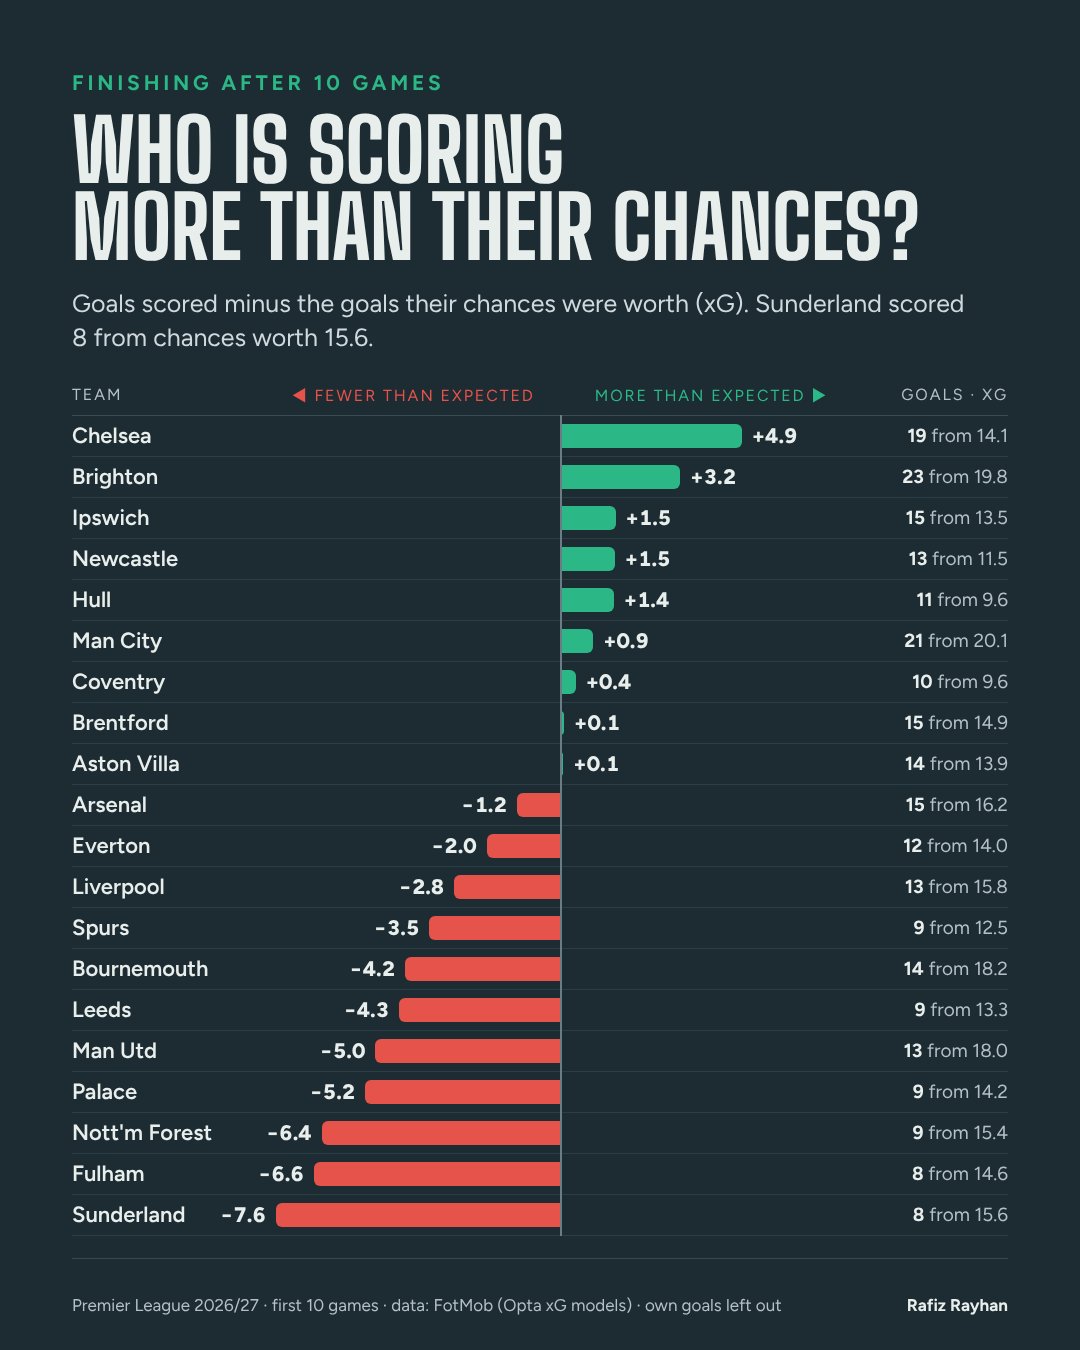 FINISHING AFTER 10 GAMES
WHO IS SCORING
MORE THAN THEIR CHANCES?
Goals scored minus the goals their chances were worth (xG). Sunderland scored
8 from chances worth 15.6.
TEAM ◀ FEWER THAN EXPECTED MORE THAN EXPECTED ▶ GOALS · XG
Chelsea +4.9 19 from 14.1
Brighton +3.2 23 from 19.8
Ipswich +1.5 15 from 13.5
Newcastle +1.5 13 from 11.5
Hull +1.4 11 from 9.6
Man City +0.9 21 from 20.1
Coventry +0.4 10 from 9.6
Brentford +0.1 15 from 14.9
Aston Villa +0.1 14 from 13.9
Arsenal −1.2 15 from 16.2
Everton −2.0 12 from 14.0
Liverpool −2.8 13 from 15.8
Spurs −3.5 9 from 12.5
Bournemouth −4.2 14 from 18.2
Leeds −4.3 9 from 13.3
Man Utd −5.0 13 from 18.0
Palace −5.2 9 from 14.2
Nott'm Forest −6.4 9 from 15.4
Fulham −6.6 8 from 14.6
Sunderland −7.6 8 from 15.6
Premier League 2026/27 · first 10 games · data: FotMob (Opta xG models) · own goals left out Rafiz Rayhan